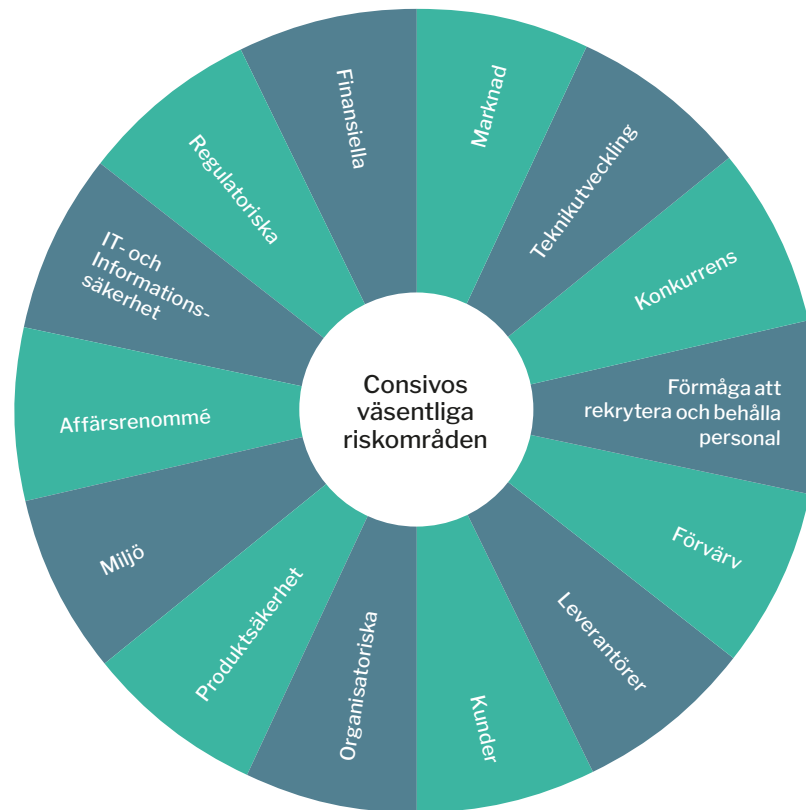 Consivos
väsentliga
riskområden
Marknad
Teknikutveckling
Konkurrens
Förmåga att
rekrytera och behålla
personal
Förvärv
Leverantörer
Kunder
Organisatoriska
Produktsäkerhet
Miljö
Affärsrenommé
IT- och
Informations-
säkerhet
Regulatoriska
Finansiella